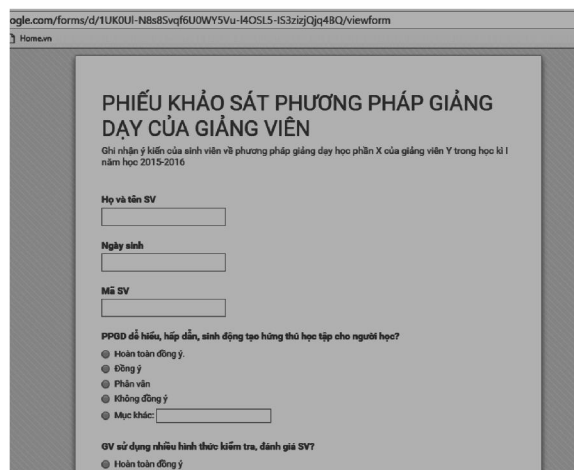 ogle.com/forms/d/1UK0Ul-N8s8Svqf6U0WY5Vu-l4OSL5-IS3zizjQjq4BQ/viewform
Home.vn
PHIẾU KHẢO SÁT PHƯƠNG PHÁP GIẢNG
DẠY CỦA GIẢNG VIÊN
Ghi nhận ý kiến của sinh viên về phương pháp giảng dạy học phần X của giảng viên Y trong học kì I
năm học 2015-2016
Họ và tên SV
Ngày sinh
Mã SV
PPGD dễ hiểu, hấp dẫn, sinh động tạo hứng thú học tập cho người học?
Hoàn toàn đồng ý.
Đồng ý
Phân vân
Không đồng ý
Mục khác:
GV sử dụng nhiều hình thức kiểm tra, đánh giá SV?
Hoàn toàn đồng ý